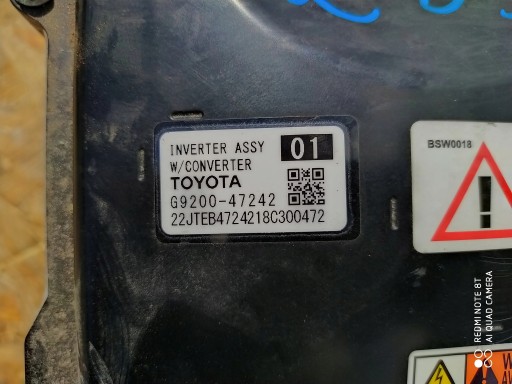 INVERTER ASSY 01
W/CONVERTER
TOYOTA
G9200-47242
22JTEB4724218C300472
BSW0018
!
REDMI NOTE 8T
AI QUAD CAMERA